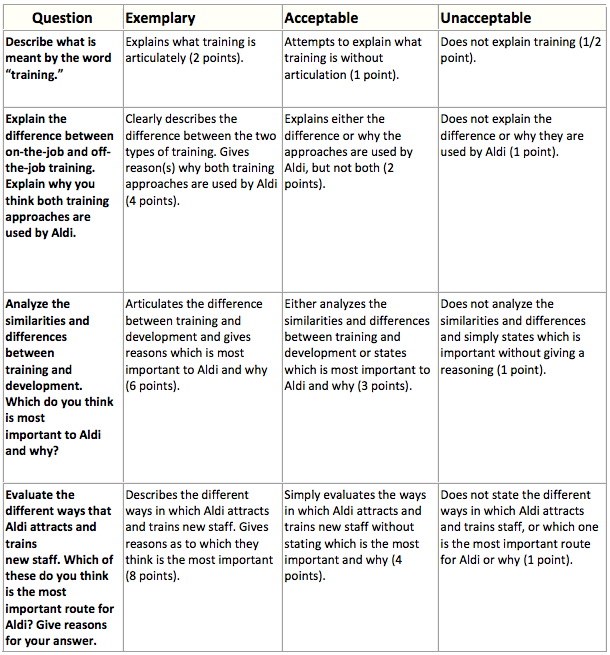 Question
Exemplary
Acceptable
Unacceptable
Describe what is
meant by the word
“training.”
Explains what training is
articulately (2 points).
Attempts to explain what
training is without
articulation (1 point).
Does not explain training (1/2
point).
Explain the
difference between
on-the-job and off-
the-job training.
Explain why you
think both training
approaches are
used by Aldi.
Clearly describes the
difference between the two
types of training. Gives
reason(s) why both training
approaches are used by Aldi
(4 points).
Explains either the
difference or why the
approaches are used by
Aldi, but not both (2
points).
Does not explain the
difference or why they are
used by Aldi (1 point).
Analyze the
similarities and
differences
between
training and
development.
Which do you think
is most
important to Aldi
and why?
Articulates the difference
between training and
development and gives
reasons which is most
important to Aldi and why
(6 points).
Either analyzes the
similarities and differences
between training and
development or states
which is most important to
Aldi and why (3 points).
Does not analyze the
similarities and differences
and simply states which is
important without giving a
reasoning (1 point).
Evaluate the
different ways that
Aldi attracts and
trains
new staff. Which of
these do you think
is the most
important route for
Aldi? Give reasons
for your answer.
Describes the different
ways in which Aldi attracts
and trains new staff. Gives
reasons as to which they
think is the most important
(8 points).
Simply evaluates the ways
in which Aldi attracts and
trains new staff without
stating which is the most
important and why (4
points).
Does not state the different
ways in which Aldi attracts
and trains staff, or which one
is the most important route
for Aldi or why (1 point).